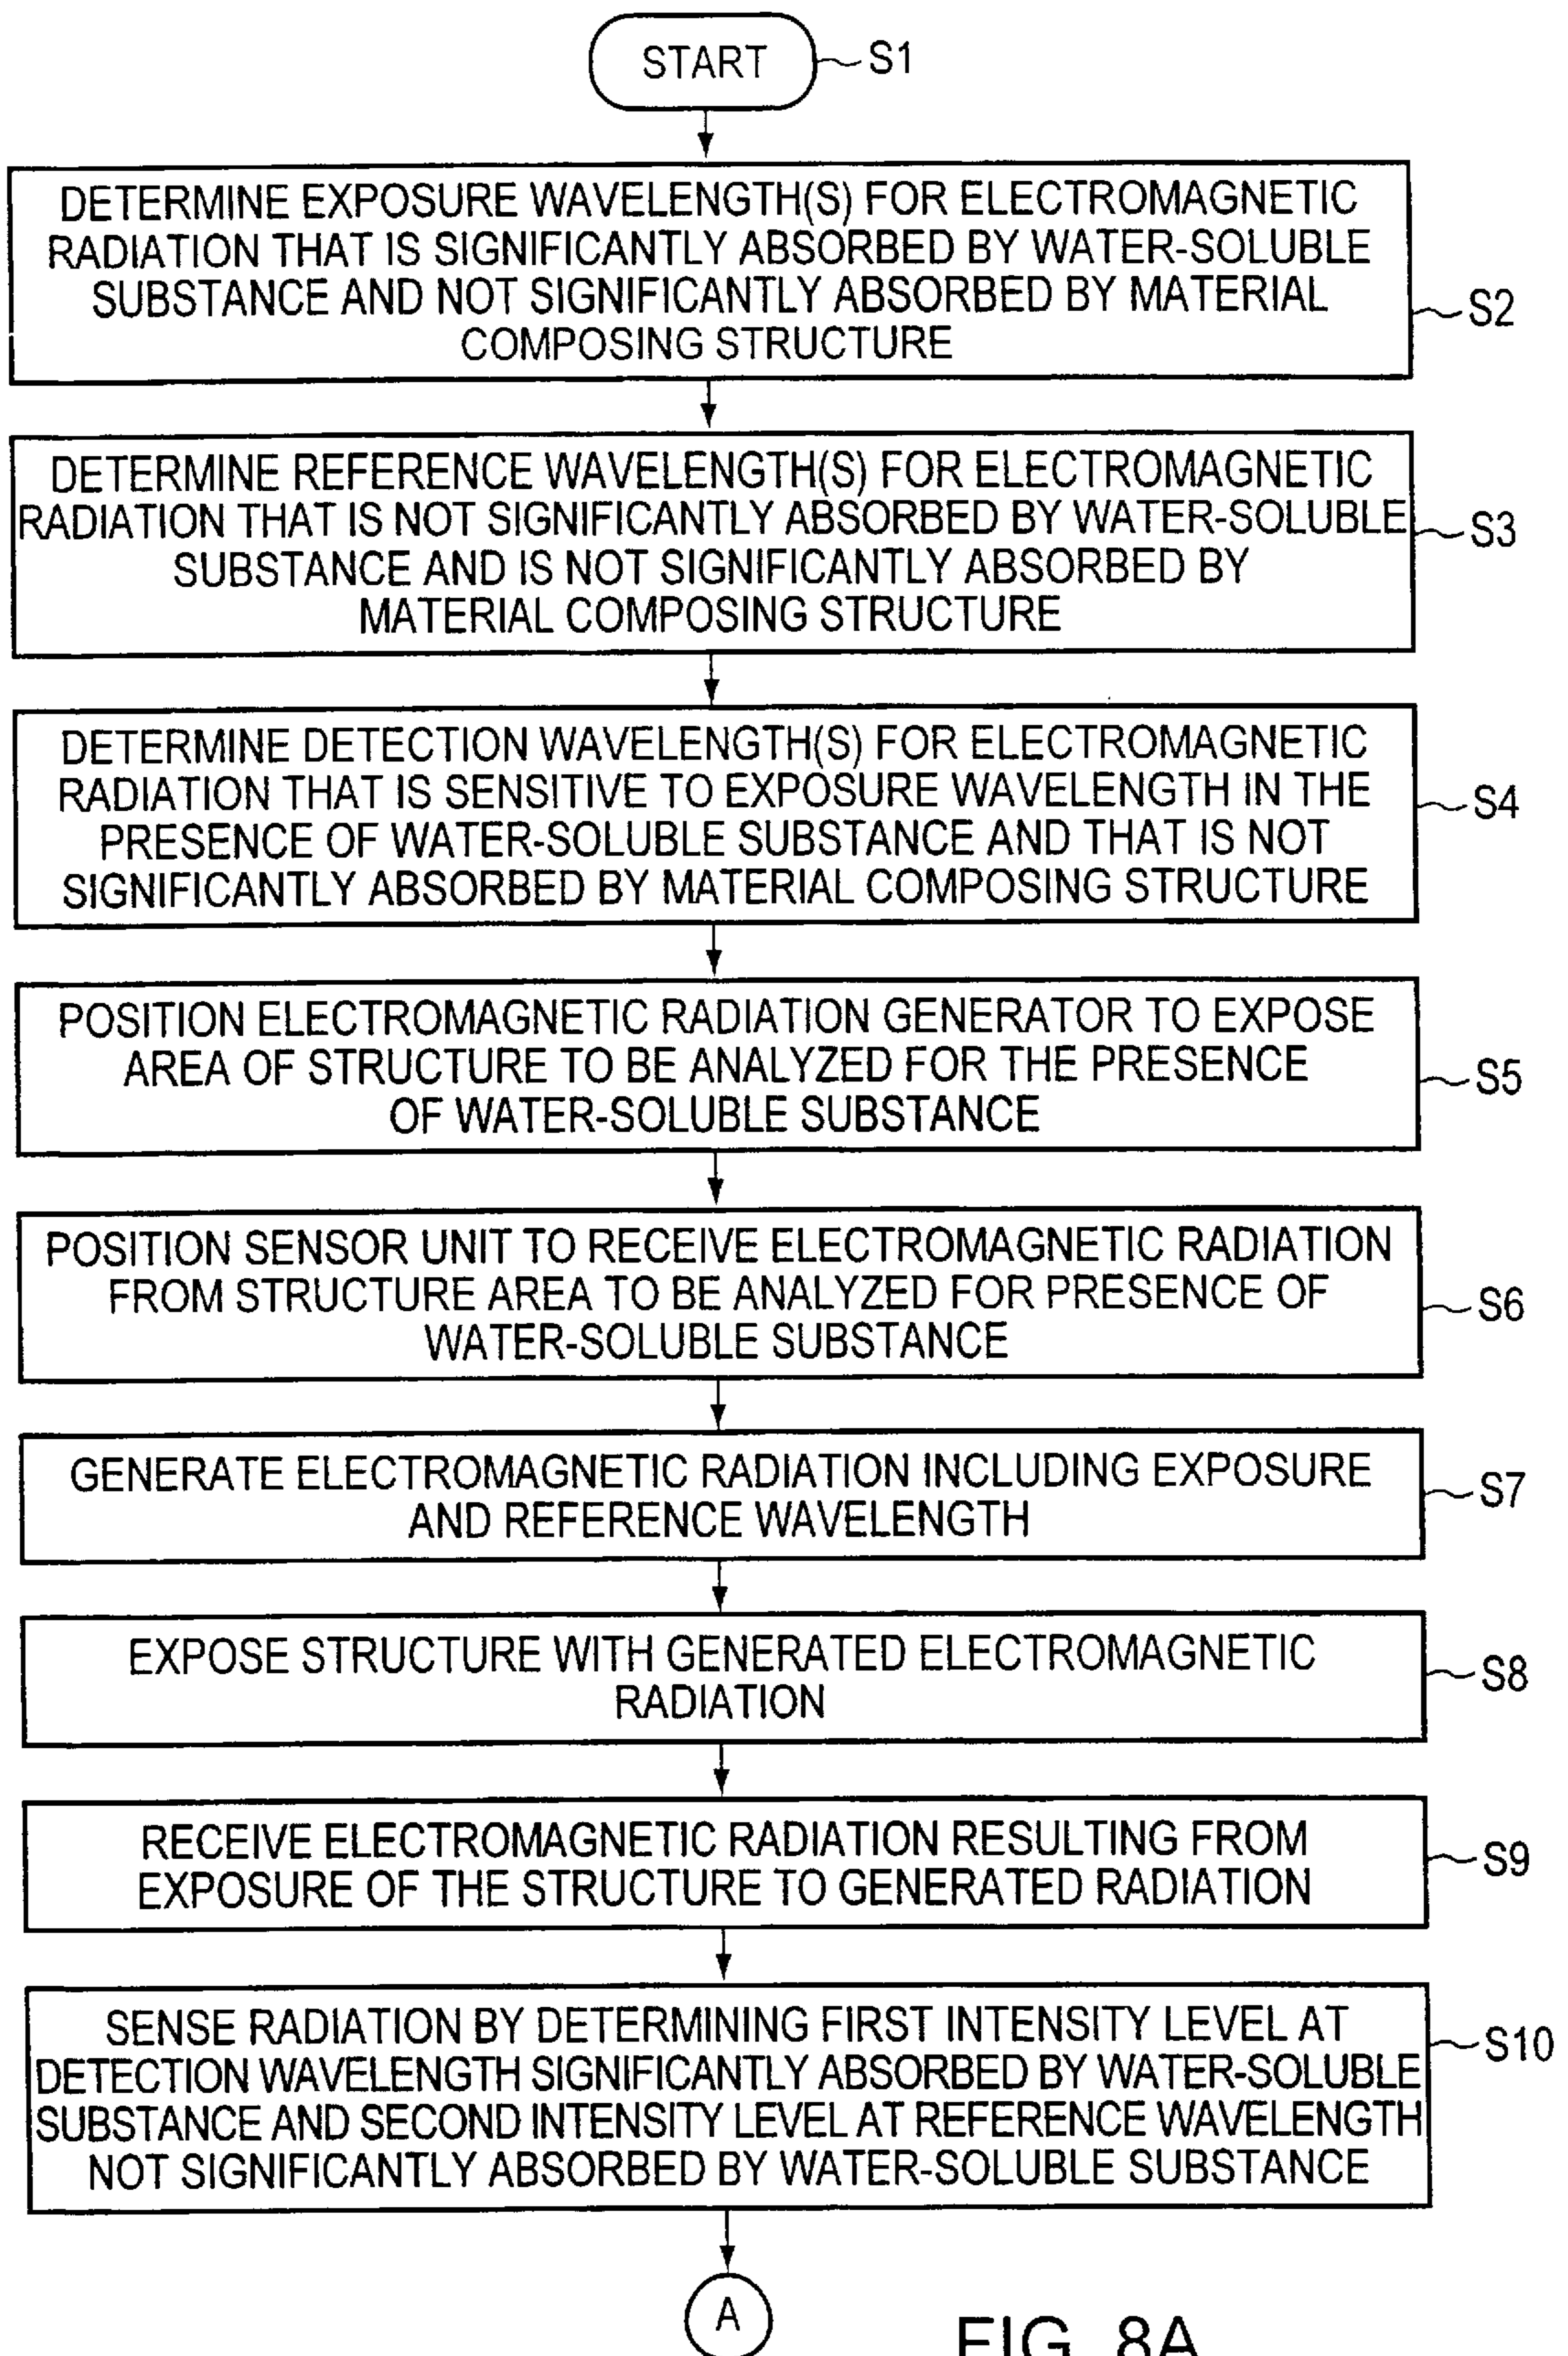 START
S1
DETERMINE EXPOSURE WAVELENGTH(S) FOR ELECTROMAGNETIC
RADIATION THAT IS SIGNIFICANTLY ABSORBED BY WATER-SOLUBLE
SUBSTANCE AND NOT SIGNIFICANTLY ABSORBED BY MATERIAL
COMPOSING STRUCTURE
S2
DETERMINE REFERENCE WAVELENGTH(S) FOR ELECTROMAGNETIC
RADIATION THAT IS NOT SIGNIFICANTLY ABSORBED BY WATER-SOLUBLE
SUBSTANCE AND IS NOT SIGNIFICANTLY ABSORBED BY
MATERIAL COMPOSING STRUCTURE
S3
DETERMINE DETECTION WAVELENGTH(S) FOR ELECTROMAGNETIC
RADIATION THAT IS SENSITIVE TO EXPOSURE WAVELENGTH IN THE
PRESENCE OF WATER-SOLUBLE SUBSTANCE AND THAT IS NOT
SIGNIFICANTLY ABSORBED BY MATERIAL COMPOSING STRUCTURE
S4
POSITION ELECTROMAGNETIC RADIATION GENERATOR TO EXPOSE
AREA OF STRUCTURE TO BE ANALYZED FOR THE PRESENCE
OF WATER-SOLUBLE SUBSTANCE
S5
POSITION SENSOR UNIT TO RECEIVE ELECTROMAGNETIC RADIATION
FROM STRUCTURE AREA TO BE ANALYZED FOR PRESENCE OF
WATER-SOLUBLE SUBSTANCE
S6
GENERATE ELECTROMAGNETIC RADIATION INCLUDING EXPOSURE
AND REFERENCE WAVELENGTH
S7
EXPOSE STRUCTURE WITH GENERATED ELECTROMAGNETIC
RADIATION
S8
RECEIVE ELECTROMAGNETIC RADIATION RESULTING FROM
EXPOSURE OF THE STRUCTURE TO GENERATED RADIATION
S9
SENSE RADIATION BY DETERMINING FIRST INTENSITY LEVEL AT
DETECTION WAVELENGTH SIGNIFICANTLY ABSORBED BY WATER-SOLUBLE
SUBSTANCE AND SECOND INTENSITY LEVEL AT REFERENCE WAVELENGTH
NOT SIGNIFICANTLY ABSORBED BY WATER-SOLUBLE SUBSTANCE
S10
A
FIG. 8A